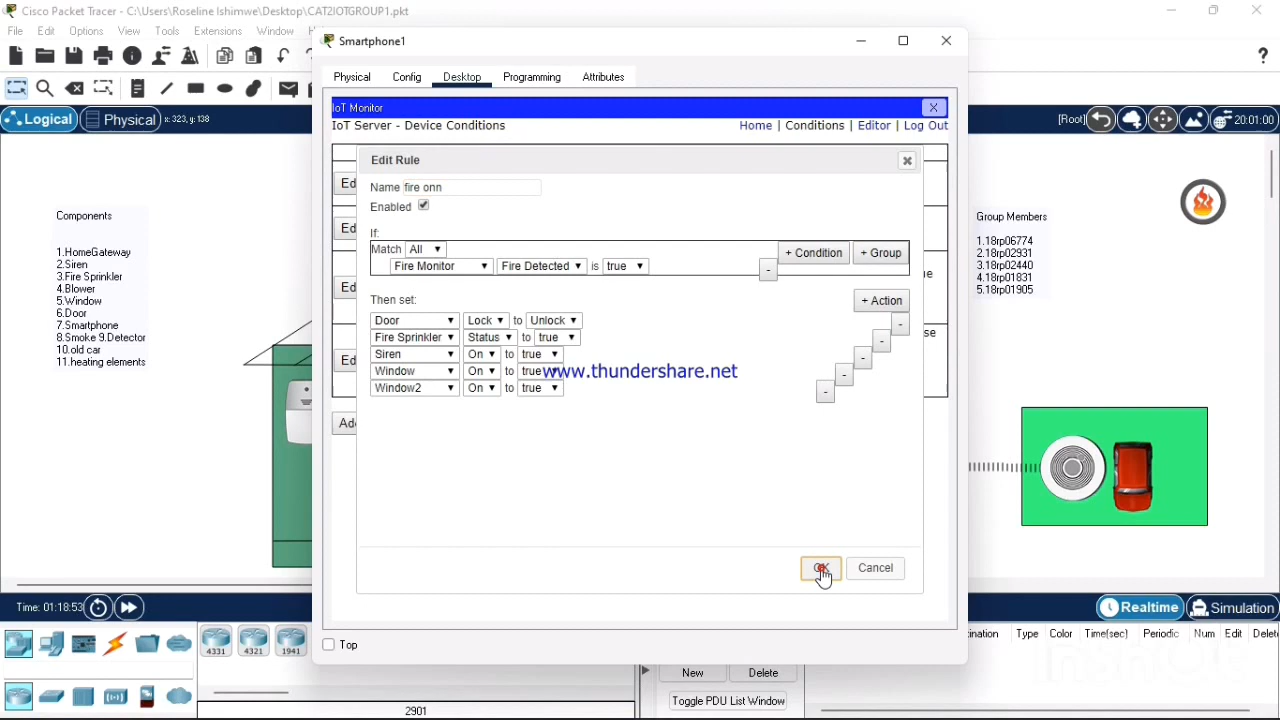 Cisco Packet Tracer - C:\Users\Roseline Ishimwe\Desktop\CAT2IOTGROUP1.pkt
File Edit Options View Tools Extensions Window
Smartphone1
Physical Config Desktop Programming Attributes
Logical Physical x: 323, y: 138
[Root] 20:01:00
IoT Monitor X
IoT Server - Device Conditions Home | Conditions | Editor | Log Out
Edit Rule
Name fire onn
Enabled
If:
Match All + Condition + Group
Fire Monitor Fire Detected is true -
Then set: + Action
Door Lock to Unlock -
Fire Sprinkler Status to true -
Siren On to true -
Window On to true -
Window2 On to true -
www.thundershare.net
OK Cancel
Top
Components
1.HomeGateway
2.Siren
3.Fire Sprinkler
4.Blower
5.Window
6.Door
7.Smartphone
8.Smoke 9.Detector
10.old car
11.heating elements
Group Members
1.18rp06774
2.18rp02931
3.18rp02440
4.18rp01831
5.18rp01905
Time: 01:18:53
Realtime Simulation
4331 4321 1941
2901
New Delete
Toggle PDU List Window
Type Color Time(sec) Periodic Num Edit